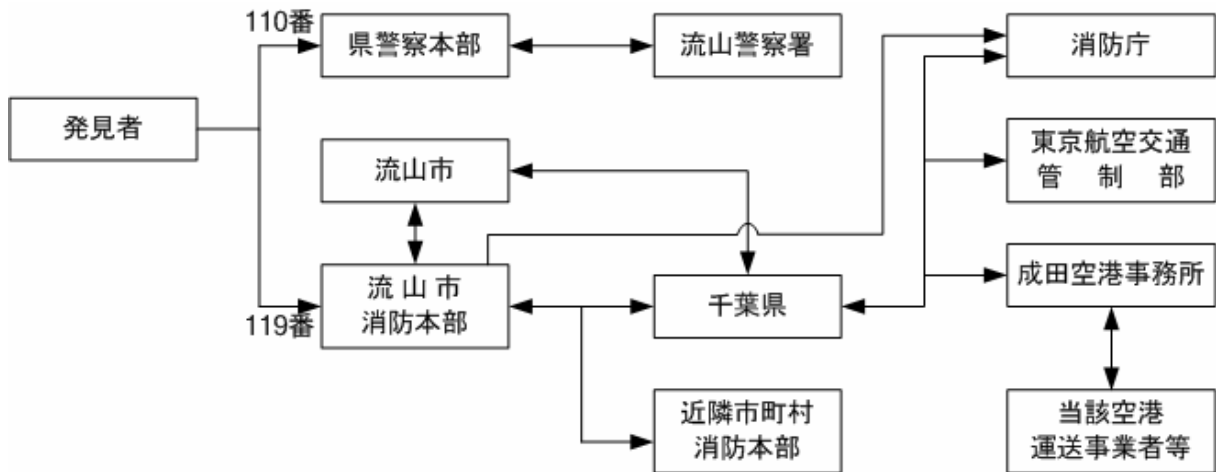 110番
県警察本部
流山警察署
消防庁
発見者
東京航空交通
管 制 部
流山市
成田空港事務所
流 山 市
消防本部
119番
千葉県
近隣市町村
消防本部
当該空港
運送事業者等